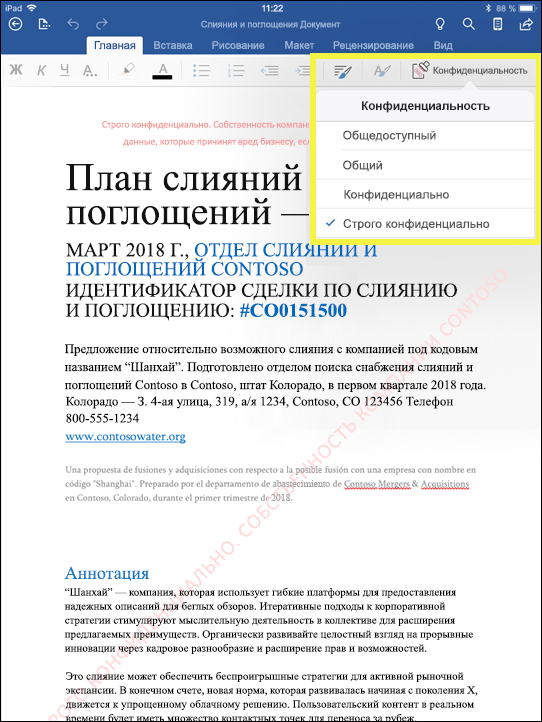 iPad 11:22 88 %
Слияния и поглощения Документ
Главная Вставка Рисование Макет Рецензирование Вид
Ж К Ч А.. А Конфиденциальность
Конфиденциальность
Общедоступный
Общий
Конфиденциально
Строго конфиденциально
Строго конфиденциально. Собственность компан
данные, которые причинят вред бизнесу, есл
План слияний
поглощений —
МАРТ 2018 Г., ОТДЕЛ СЛИЯНИЙ И
ПОГЛОЩЕНИЙ CONTOSO
ИДЕНТИФИКАТОР СДЕЛКИ ПО СЛИЯНИЮ
И ПОГЛОЩЕНИЮ: #CO0151500
Предложение относительно возможного слияния с компанией под кодовым
названием “Шанхай”. Подготовлено отделом поиска снабжения слияний и
поглощений Contoso в Contoso, штат Колорадо, в первом квартале 2018 года.
Колорадо — З. 4-ая улица, 319, а/я 1234, Contoso, CO 123456 Телефон
800-555-1234
www.contosowater.org
Una propuesta de fusiones y adquisiciones con respecto a la posible fusión con una empresa con nombre en
código "Shanghai". Preparado por el departamento de abastecimiento de Contoso Mergers & Acquisitions
en Contoso, Colorado, durante el primer trimestre de 2018.
РОГО КОНФИДЕНЦИАЛЬНО. СОБСТВЕННОСТЬ КОМПАНИИ CONTOSO
Аннотация
“Шанхай” — компания, которая использует гибкие платформы для предоставления
надежных описаний для беглых обзоров. Итеративные подходы к корпоративной
стратегии стимулируют мыслительную деятельность в коллективе для расширения
предлагаемых преимуществ. Органически развивайте целостный взгляд на прорывные
инновации через кадровое разнообразие и расширение прав и возможностей.
Это слияние может обеспечить беспроигрышные стратегии для активной рыночной
экспансии. В конечном счете, новая норма, которая развивалась начиная с поколения X,
движется к упрощенному облачному решению. Пользовательский контент в реальном
времени будет иметь множество контактных точек для переноса за рубеж.